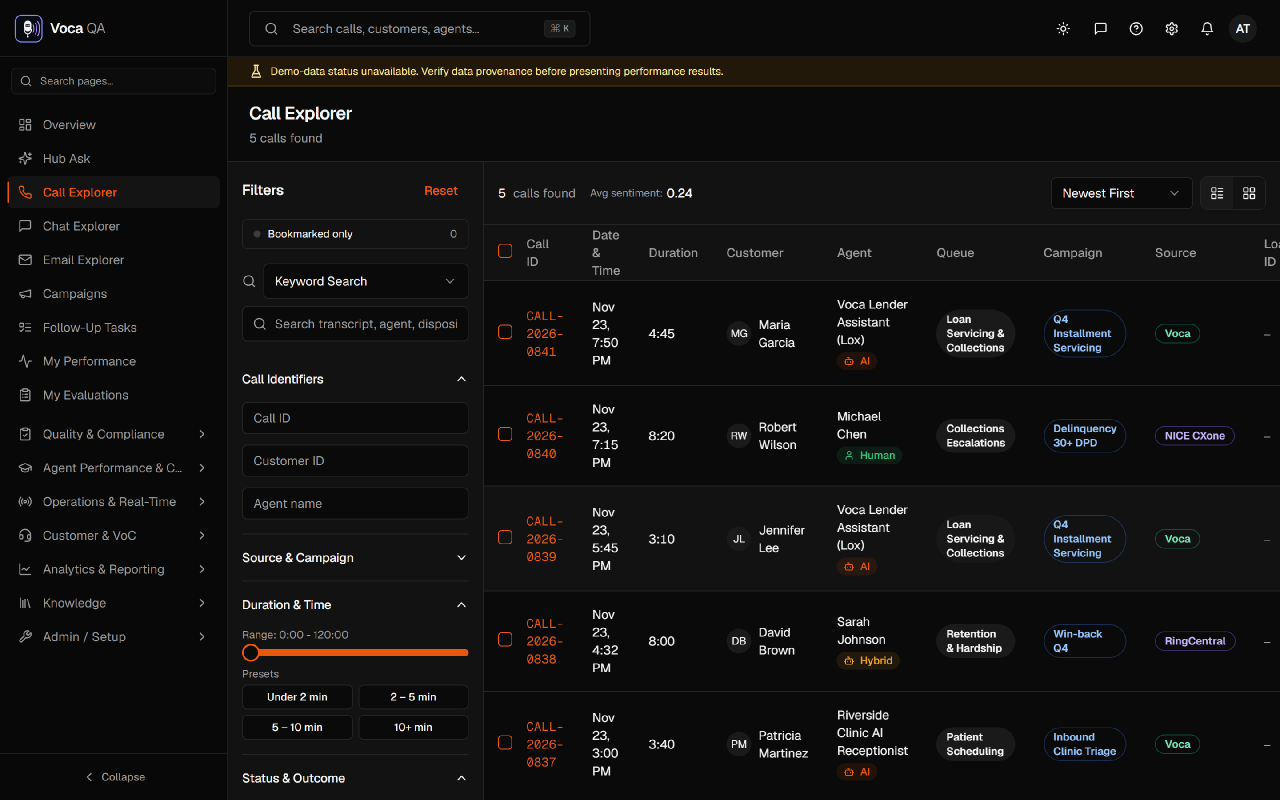 Voca QA
Search calls, customers, agents...
⌘ K
AT
Search pages...
Demo-data status unavailable. Verify data provenance before presenting performance results.
Overview
Hub Ask
Call Explorer
Chat Explorer
Email Explorer
Campaigns
Follow-Up Tasks
My Performance
My Evaluations
Quality & Compliance
Agent Performance & C...
Operations & Real-Time
Customer & VoC
Analytics & Reporting
Knowledge
Admin / Setup
Collapse
Call Explorer
5 calls found
Filters
Reset
Bookmarked only
0
Keyword Search
Search transcript, agent, disposi
Call Identifiers
Call ID
Customer ID
Agent name
Source & Campaign
Duration & Time
Range: 0:00 - 120:00
Presets
Under 2 min
2 – 5 min
5 – 10 min
10+ min
Status & Outcome
5 calls found
Avg sentiment: 0.24
Newest First
Call
ID
Date
&
Time
Duration
Customer
Agent
Queue
Campaign
Source
Loa
ID
CALL-
2026-
0841
Nov
23,
7:50
PM
4:45
MG
Maria
Garcia
Voca Lender
Assistant
(Lox)
AI
Loan
Servicing &
Collections
Q4
Installment
Servicing
Voca
–
CALL-
2026-
0840
Nov
23,
7:15
PM
8:20
RW
Robert
Wilson
Michael
Chen
Human
Collections
Escalations
Delinquency
30+ DPD
NICE CXone
–
CALL-
2026-
0839
Nov
23,
5:45
PM
3:10
JL
Jennifer
Lee
Voca Lender
Assistant
(Lox)
AI
Loan
Servicing &
Collections
Q4
Installment
Servicing
Voca
–
CALL-
2026-
0838
Nov
23,
4:32
PM
8:00
DB
David
Brown
Sarah
Johnson
Hybrid
Retention
& Hardship
Win-back
Q4
RingCentral
–
CALL-
2026-
0837
Nov
23,
3:00
PM
3:40
PM
Patricia
Martinez
Riverside
Clinic AI
Receptionist
AI
Patient
Scheduling
Inbound
Clinic Triage
Voca
–